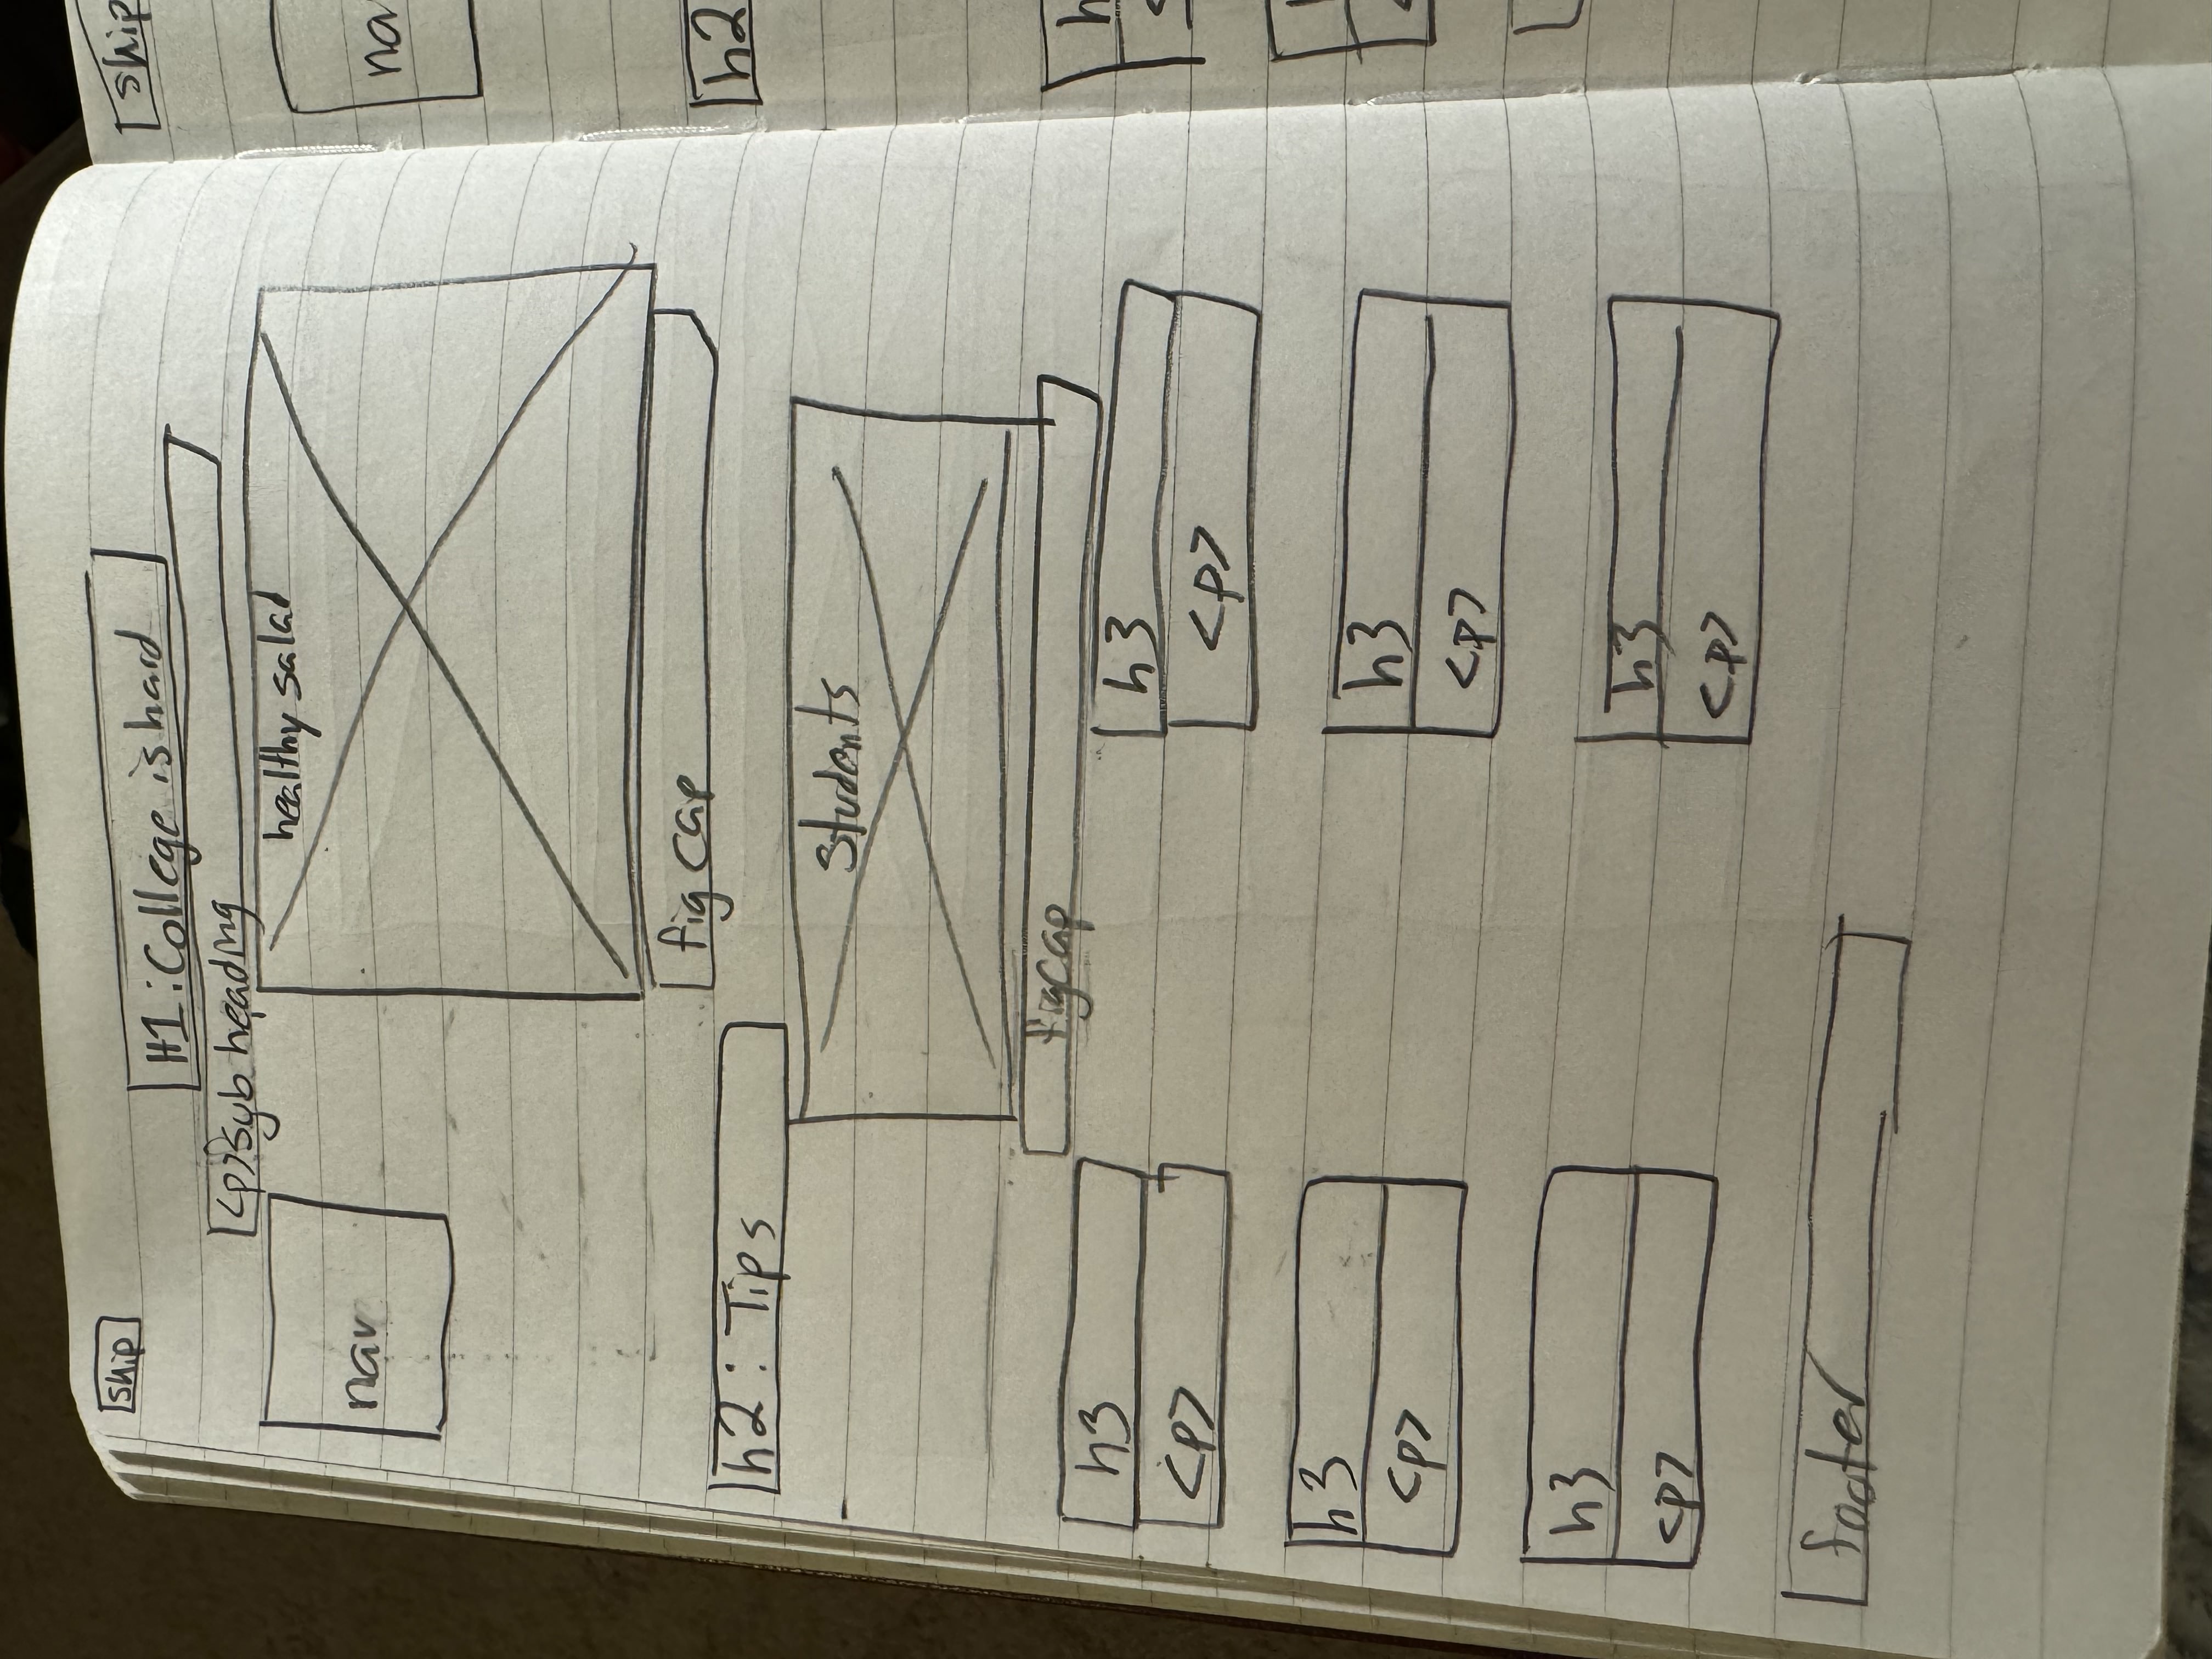 skip
H1: College is hard
<p>Syb heading
nav
healthy salad
fig cap
h2: Tips
Students
figcap
h3
<p>
h3
<p>
h3
<p>
h3
<p>
h3
<p>
h3
<p>
footer
skip
na
h2
h